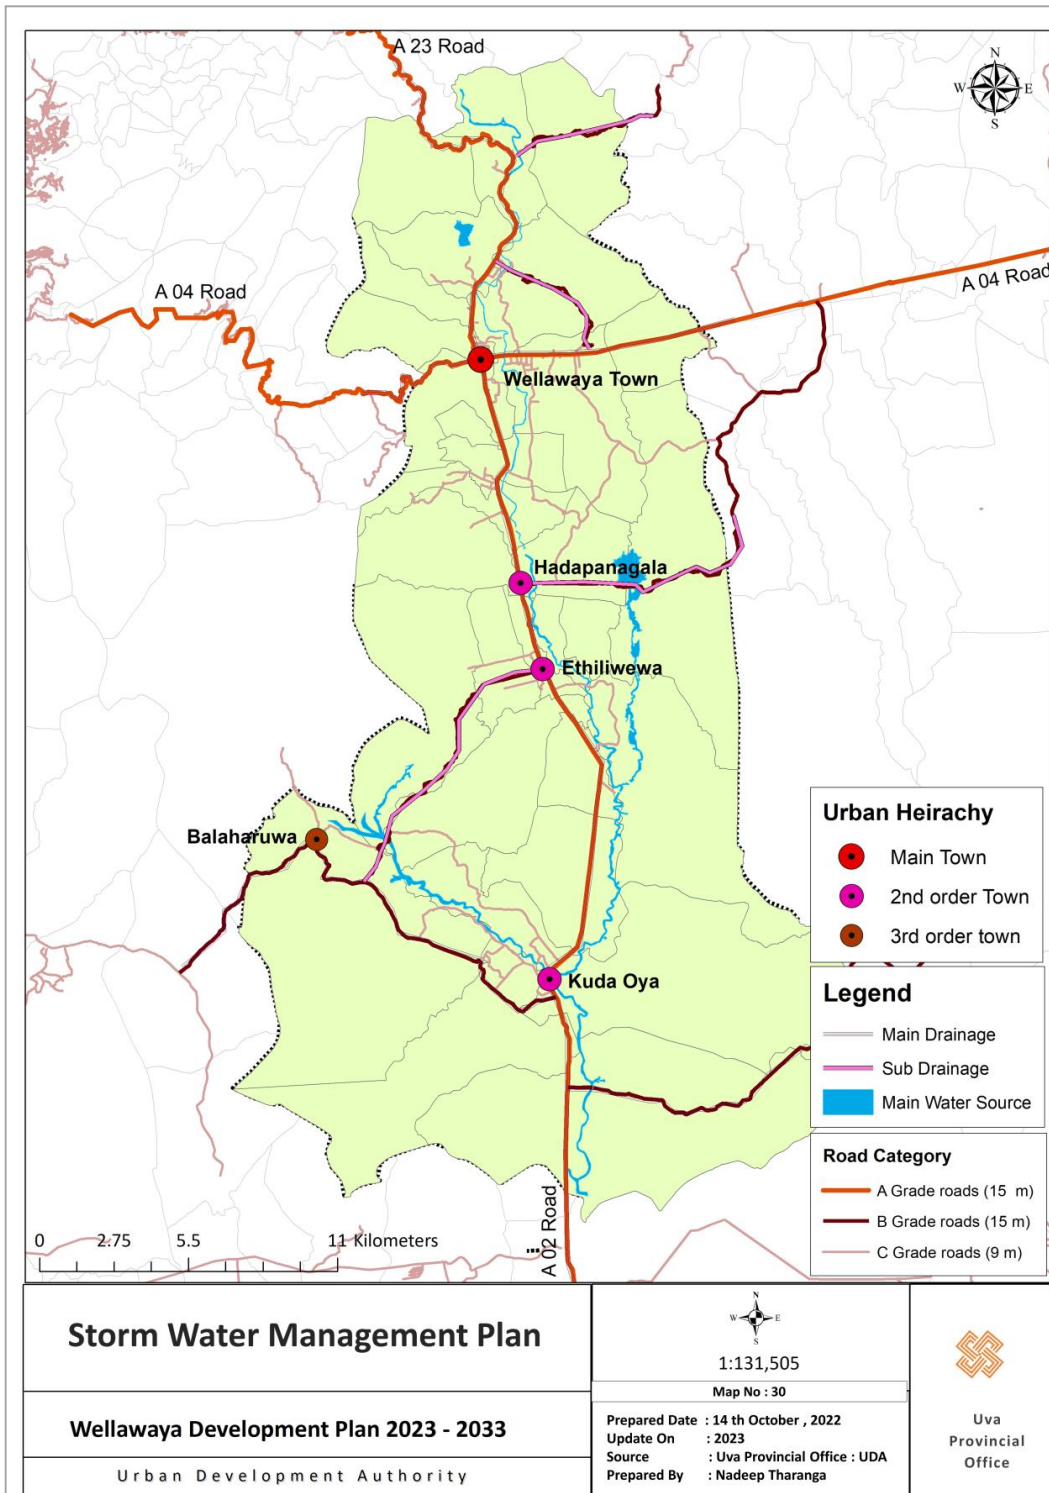 A 23 Road
N
W E
S
A 04 Road
A 04 Road
Wellawaya Town
Hadapanagala
Ethiliwewa
Balaharuwa
Kuda Oya
A 02 Road
Urban Heirachy
Main Town
2nd order Town
3rd order town
Legend
Main Drainage
Sub Drainage
Main Water Source
Road Category
A Grade roads (15 m)
B Grade roads (15 m)
C Grade roads (9 m)
0 2.75 5.5 11 Kilometers
Storm Water Management Plan
Wellawaya Development Plan 2023 - 2033
Urban Development Authority
N
W E
S
1:131,505
Map No : 30
Prepared Date : 14 th October , 2022
Update On : 2023
Source : Uva Provincial Office : UDA
Prepared By : Nadeep Tharanga
Uva
Provincial
Office